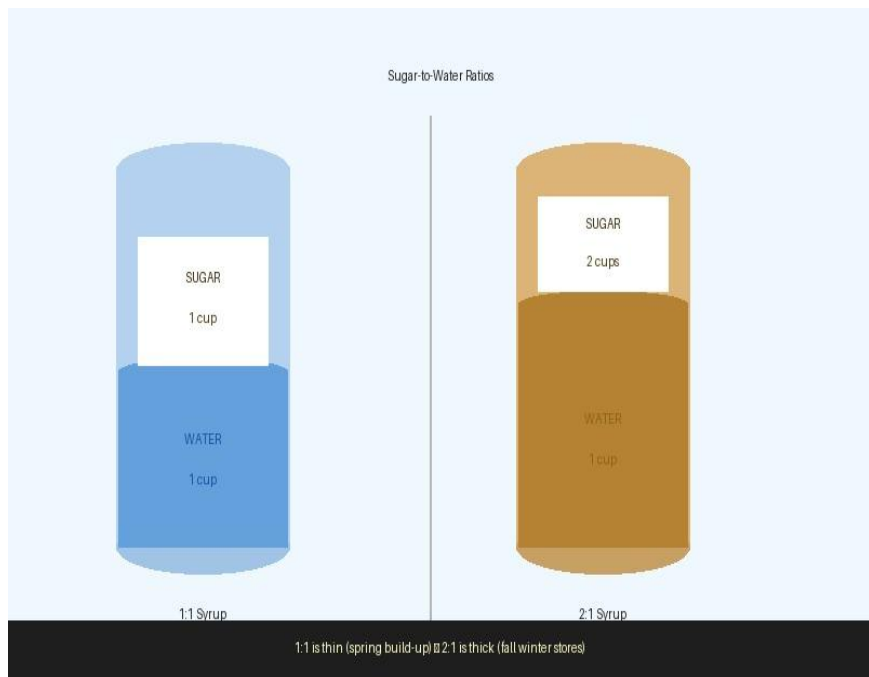 Sugar-to-Water Ratios
SUGAR
1 cup
WATER
1 cup
1:1 Syrup
SUGAR
2 cups
WATER
1 cup
2:1 Syrup
1:1 is thin (spring build-up) 2:1 is thick (fall winter stores)